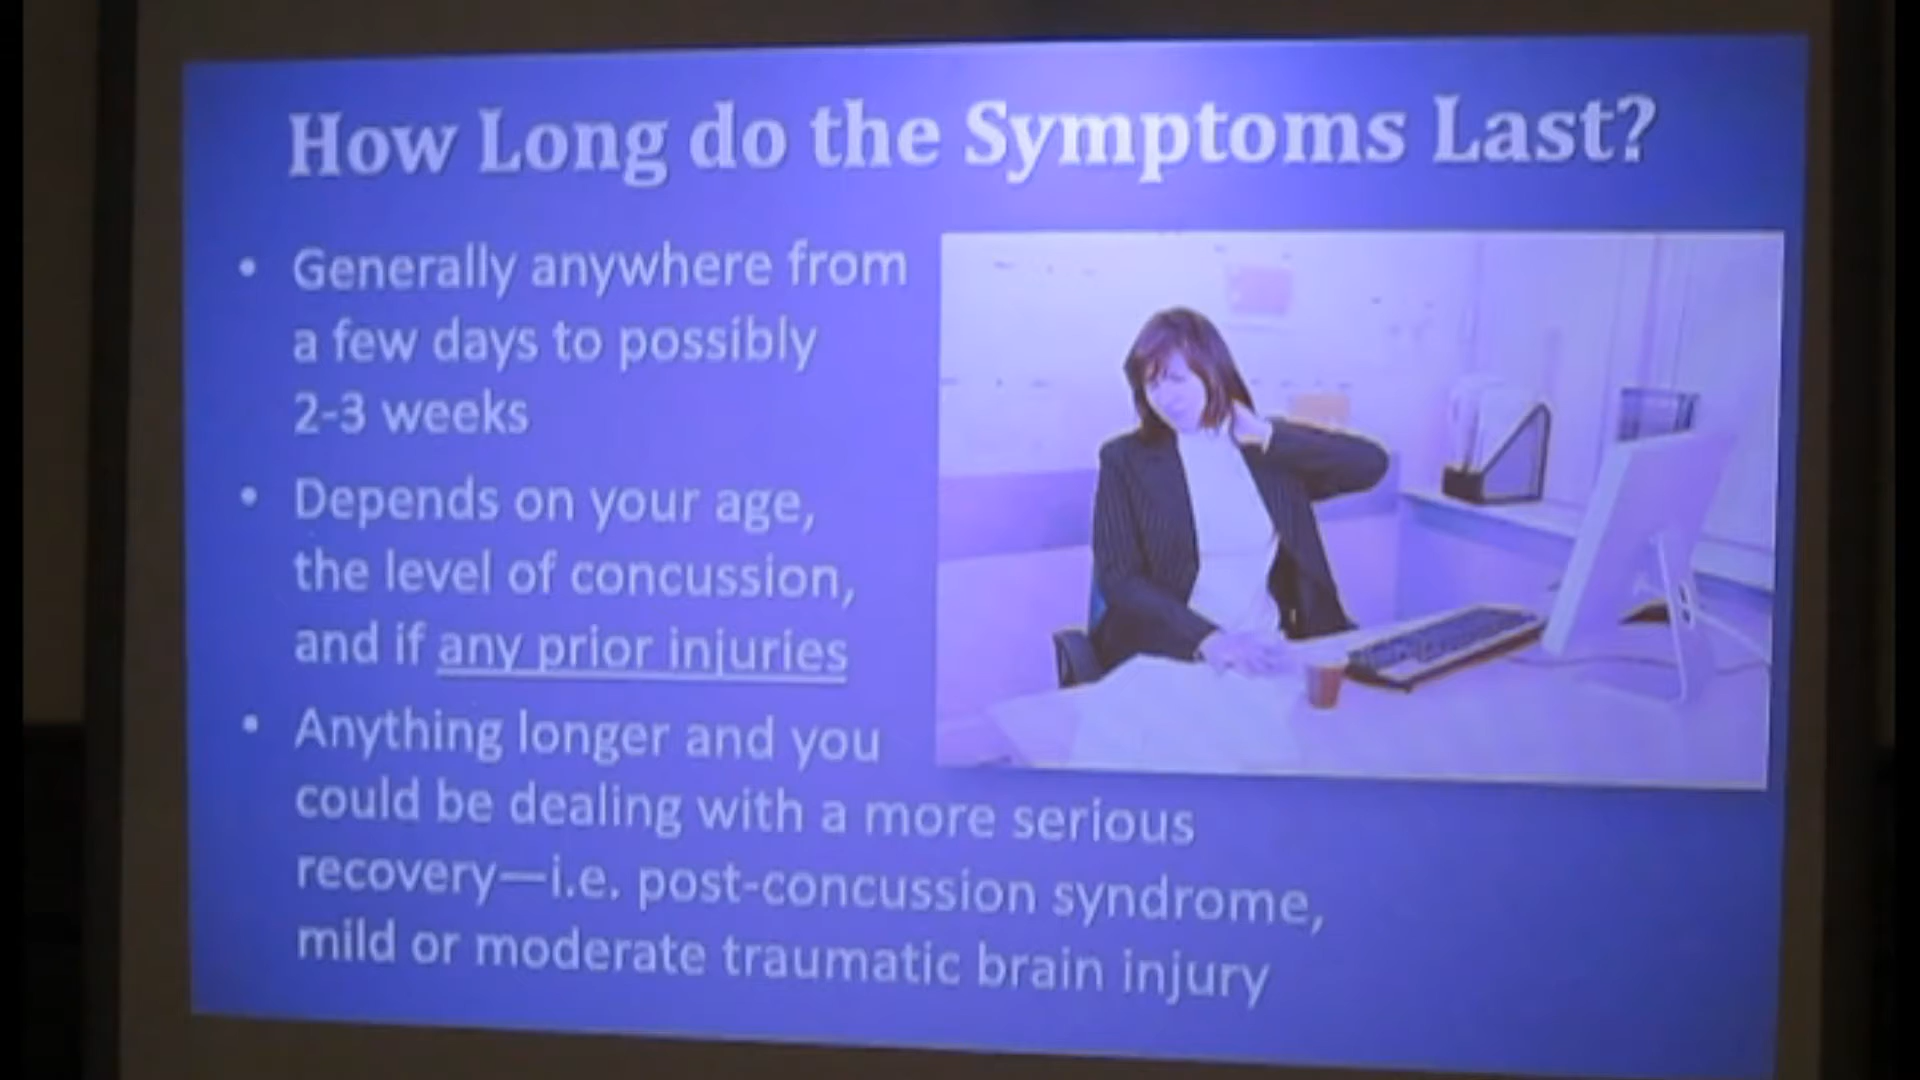 How Long do the Symptoms Last?
• Generally anywhere from
a few days to possibly
2-3 weeks
• Depends on your age,
the level of concussion,
and if any prior injuries
• Anything longer and you
could be dealing with a more serious
recovery—i.e. post-concussion syndrome,
mild or moderate traumatic brain injury